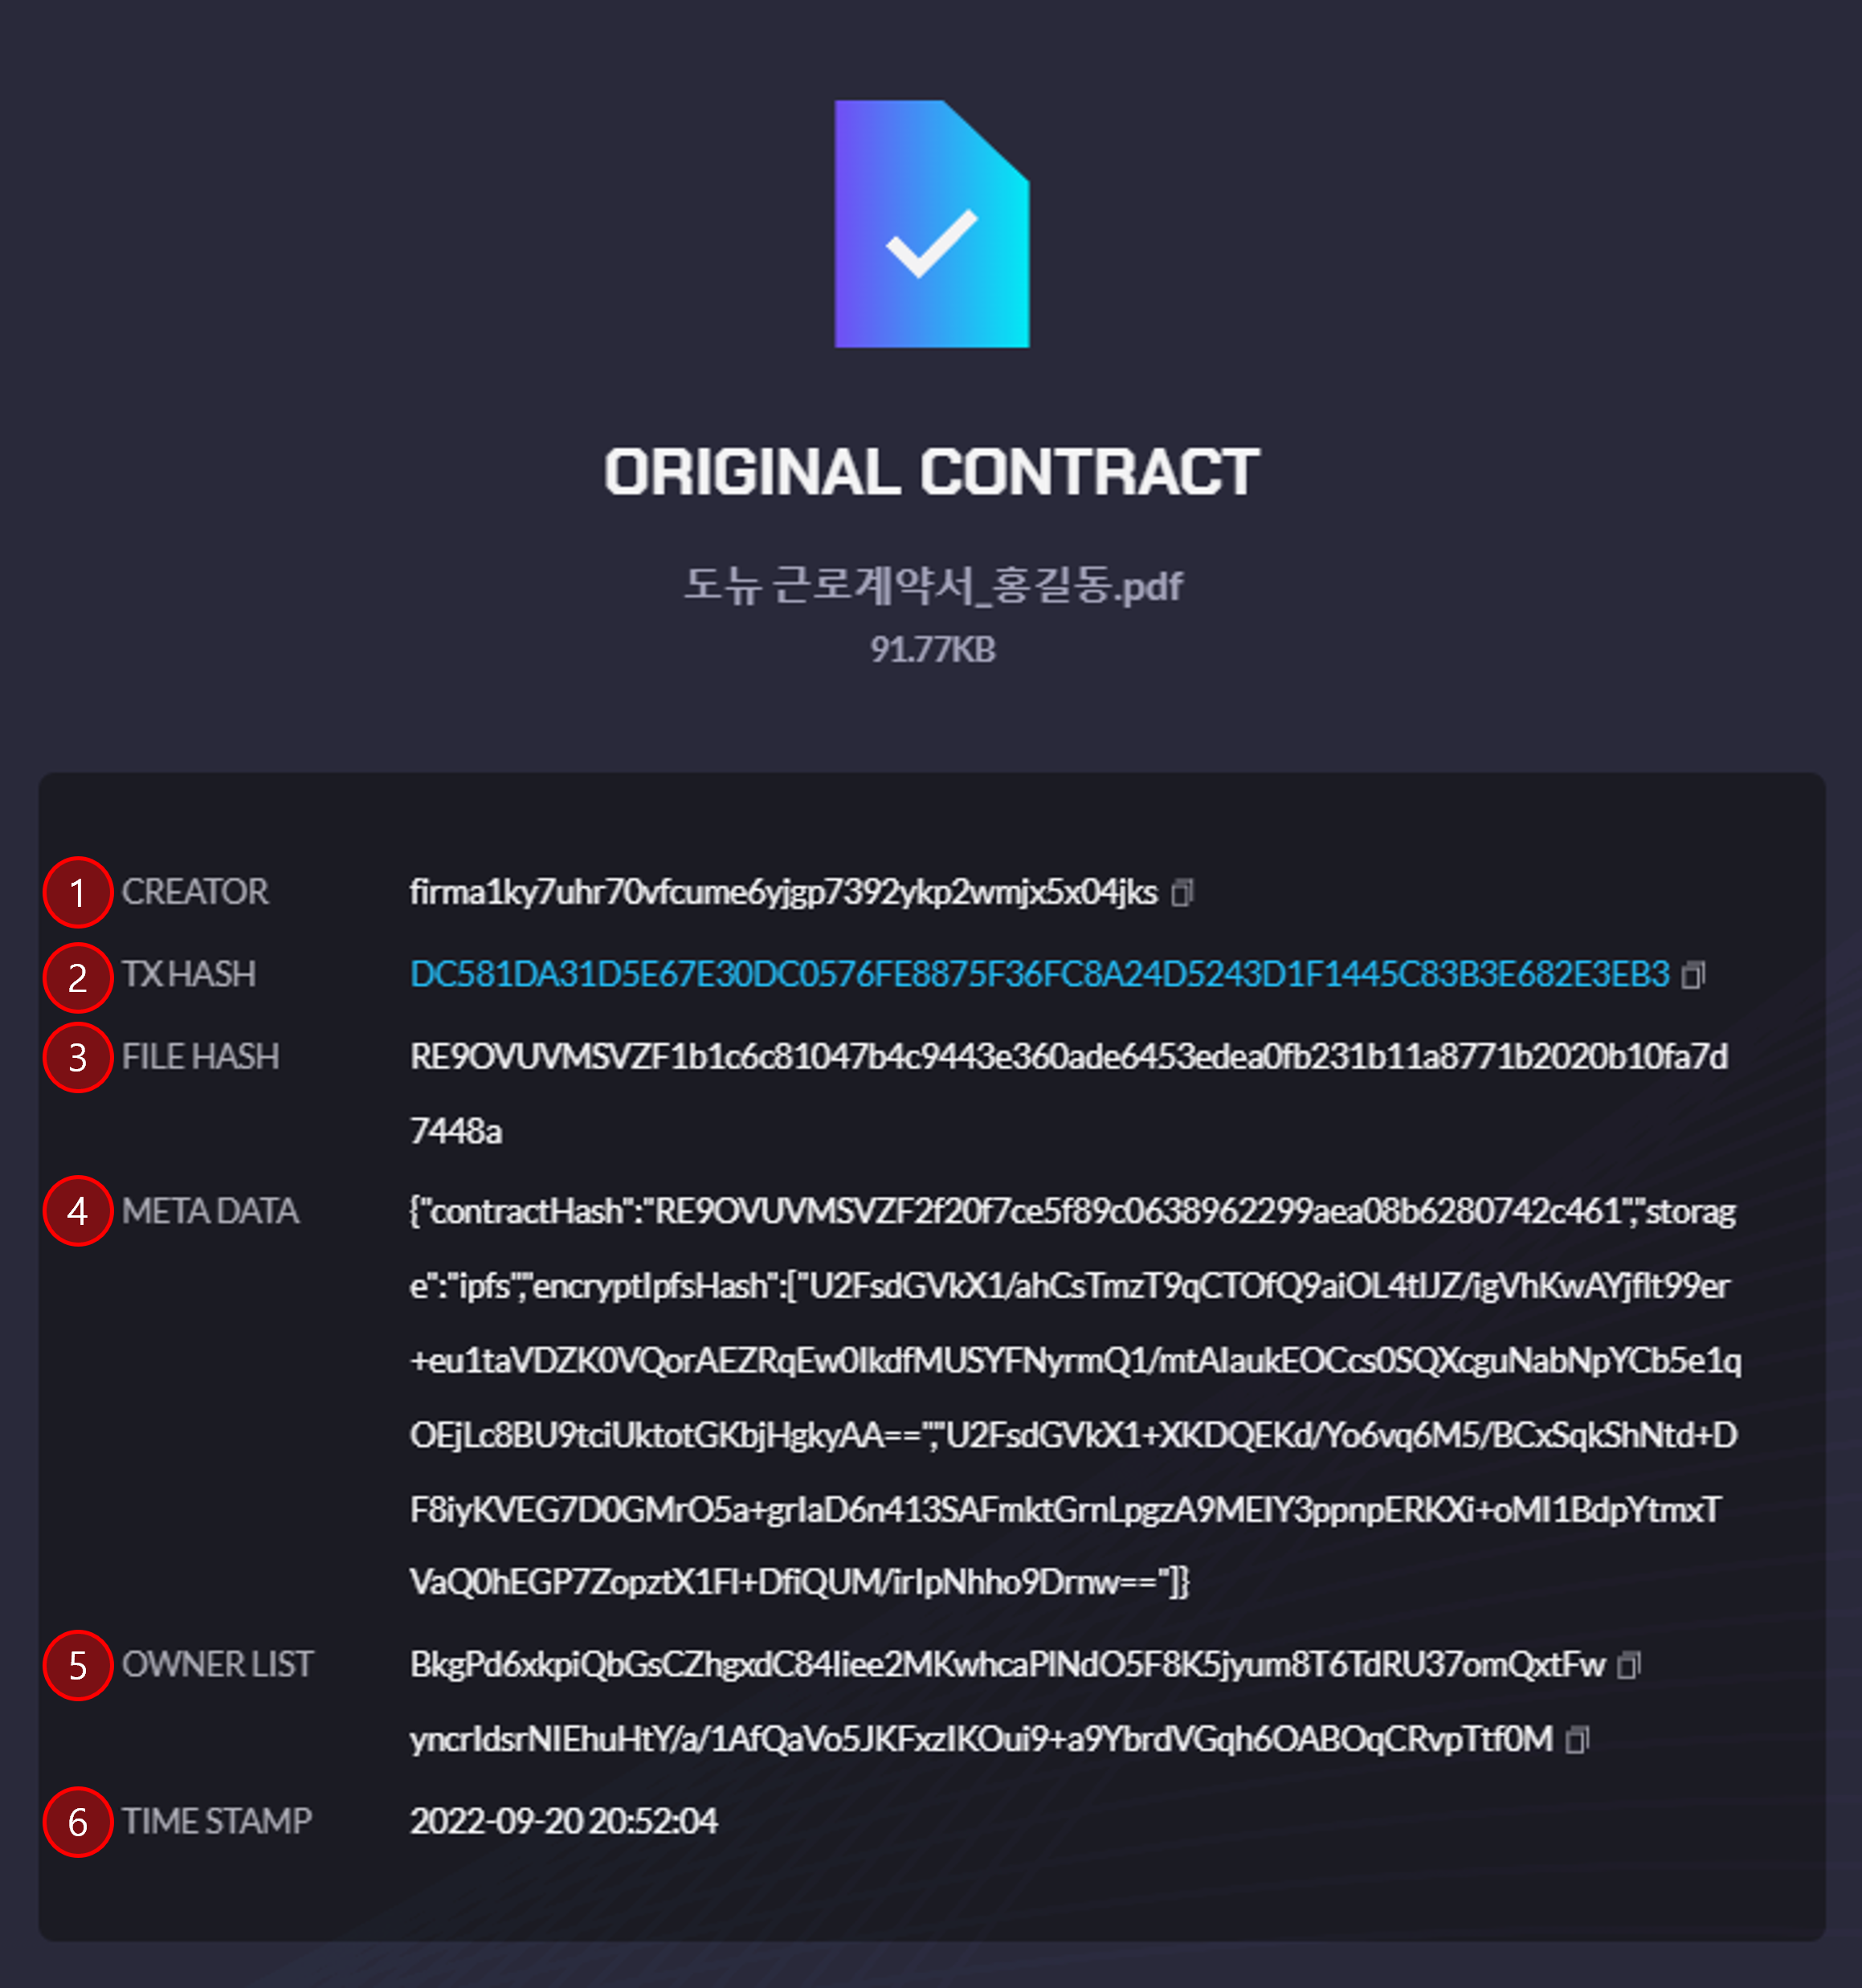 ORIGINAL CONTRACT
도뉴 근로계약서_홍길동.pdf
91.77KB
1 CREATOR firma1ky7uhr70vfcume6yjgp7392ykp2wmjx5x04jks
2 TX HASH DC581DA31D5E67E30DC0576FE8875F36FC8A24D5243D1F1445C83B3E682E3EB3
3 FILE HASH RE9OVUVMSVZF1b1c6c81047b4c9443e360ade6453edea0fb231b11a8771b2020b10fa7d
7448a
4 META DATA {"contractHash":"RE9OVUVMSVZF2f20f7ce5f89c0638962299aea08b6280742c461","storag
e":"ipfs","encryptIpfsHash":["U2FsdGVkX1/ahCsTmzT9qCTOfQ9aiOL4tIJZ/igVhKwAYjflt99er
+eu1taVDZK0VQorAEZRqEw0IkdfMUSYFNyrmQ1/mtAIaukEOCcs0SQXcguNabNpYCb5e1q
OEjLc8BU9tciUktotGKbjHgkyAA==","U2FsdGVkX1+XKDQEKd/Yo6vq6M5/BCxSqkShNtd+D
F8iyKVEG7D0GMrO5a+grIaD6n413SAFmktGrnLpgzA9MEIY3ppnpERKXi+oMI1BdpYtmxT
VaQ0hEGP7ZopztX1FI+DfiQUM/irIpNhho9Drnw=="]}
5 OWNER LIST BkgPd6xkpiQbGsCZhgxdC84Iiee2MKwhcaPlNdO5F8K5jyum8T6TdRU37omQxtFw
yncrIdsrNIEhuHtY/a/1AfQaVo5JKFxzIKOui9+a9YbrdVGqh6OABOqCRvpTtf0M
6 TIME STAMP 2022-09-20 20:52:04